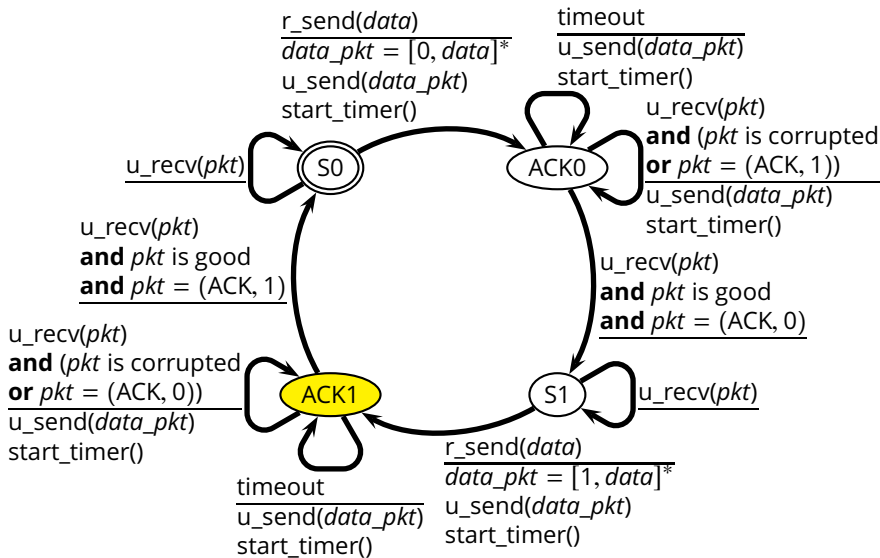 r_send(data)
data_pkt = [0, data]*
u_send(data_pkt)
start_timer()
timeout
u_send(data_pkt)
start_timer()
u_recv(pkt)
and (pkt is corrupted
or pkt = (ACK, 1))
u_send(data_pkt)
start_timer()
u_recv(pkt)
S0
ACK0
u_recv(pkt)
and pkt is good
and pkt = (ACK, 1)
u_recv(pkt)
and pkt is good
and pkt = (ACK, 0)
u_recv(pkt)
and (pkt is corrupted
or pkt = (ACK, 0))
u_send(data_pkt)
start_timer()
ACK1
S1
u_recv(pkt)
timeout
u_send(data_pkt)
start_timer()
r_send(data)
data_pkt = [1, data]*
u_send(data_pkt)
start_timer()